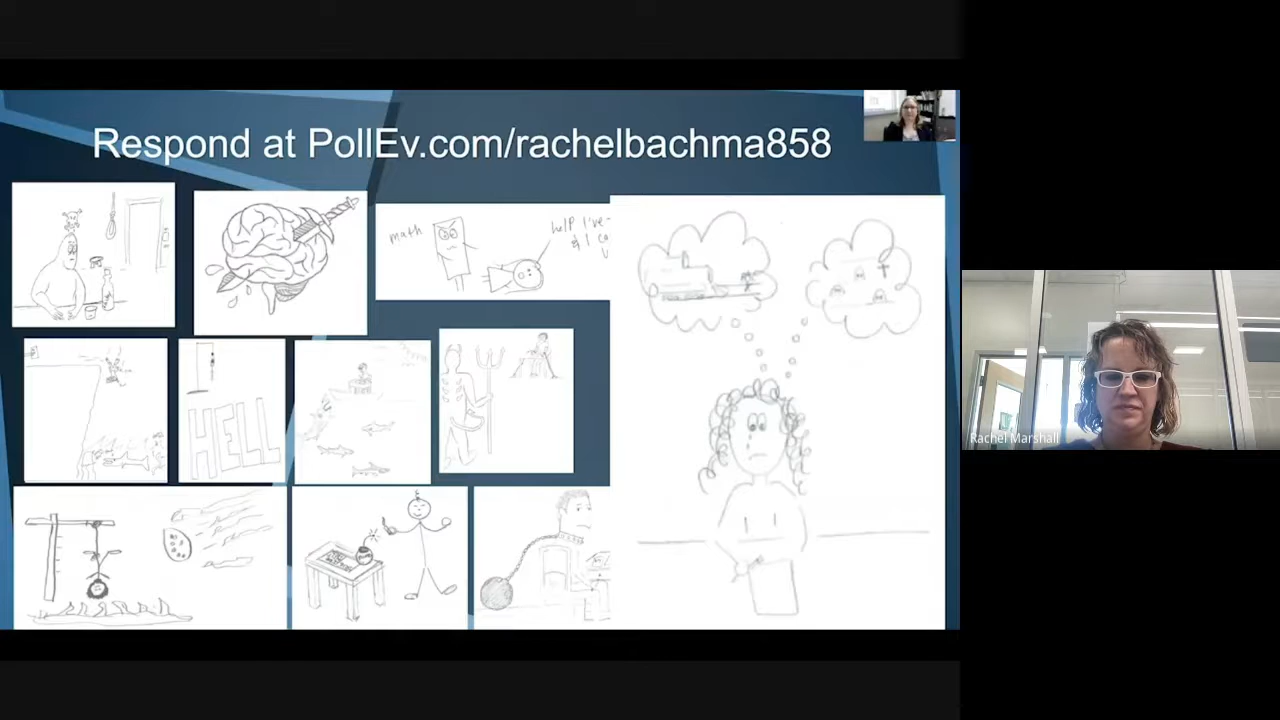 Respond at PollEv.com/rachelbachma858
math
help I've
& I
HELL
Rachel Marshall